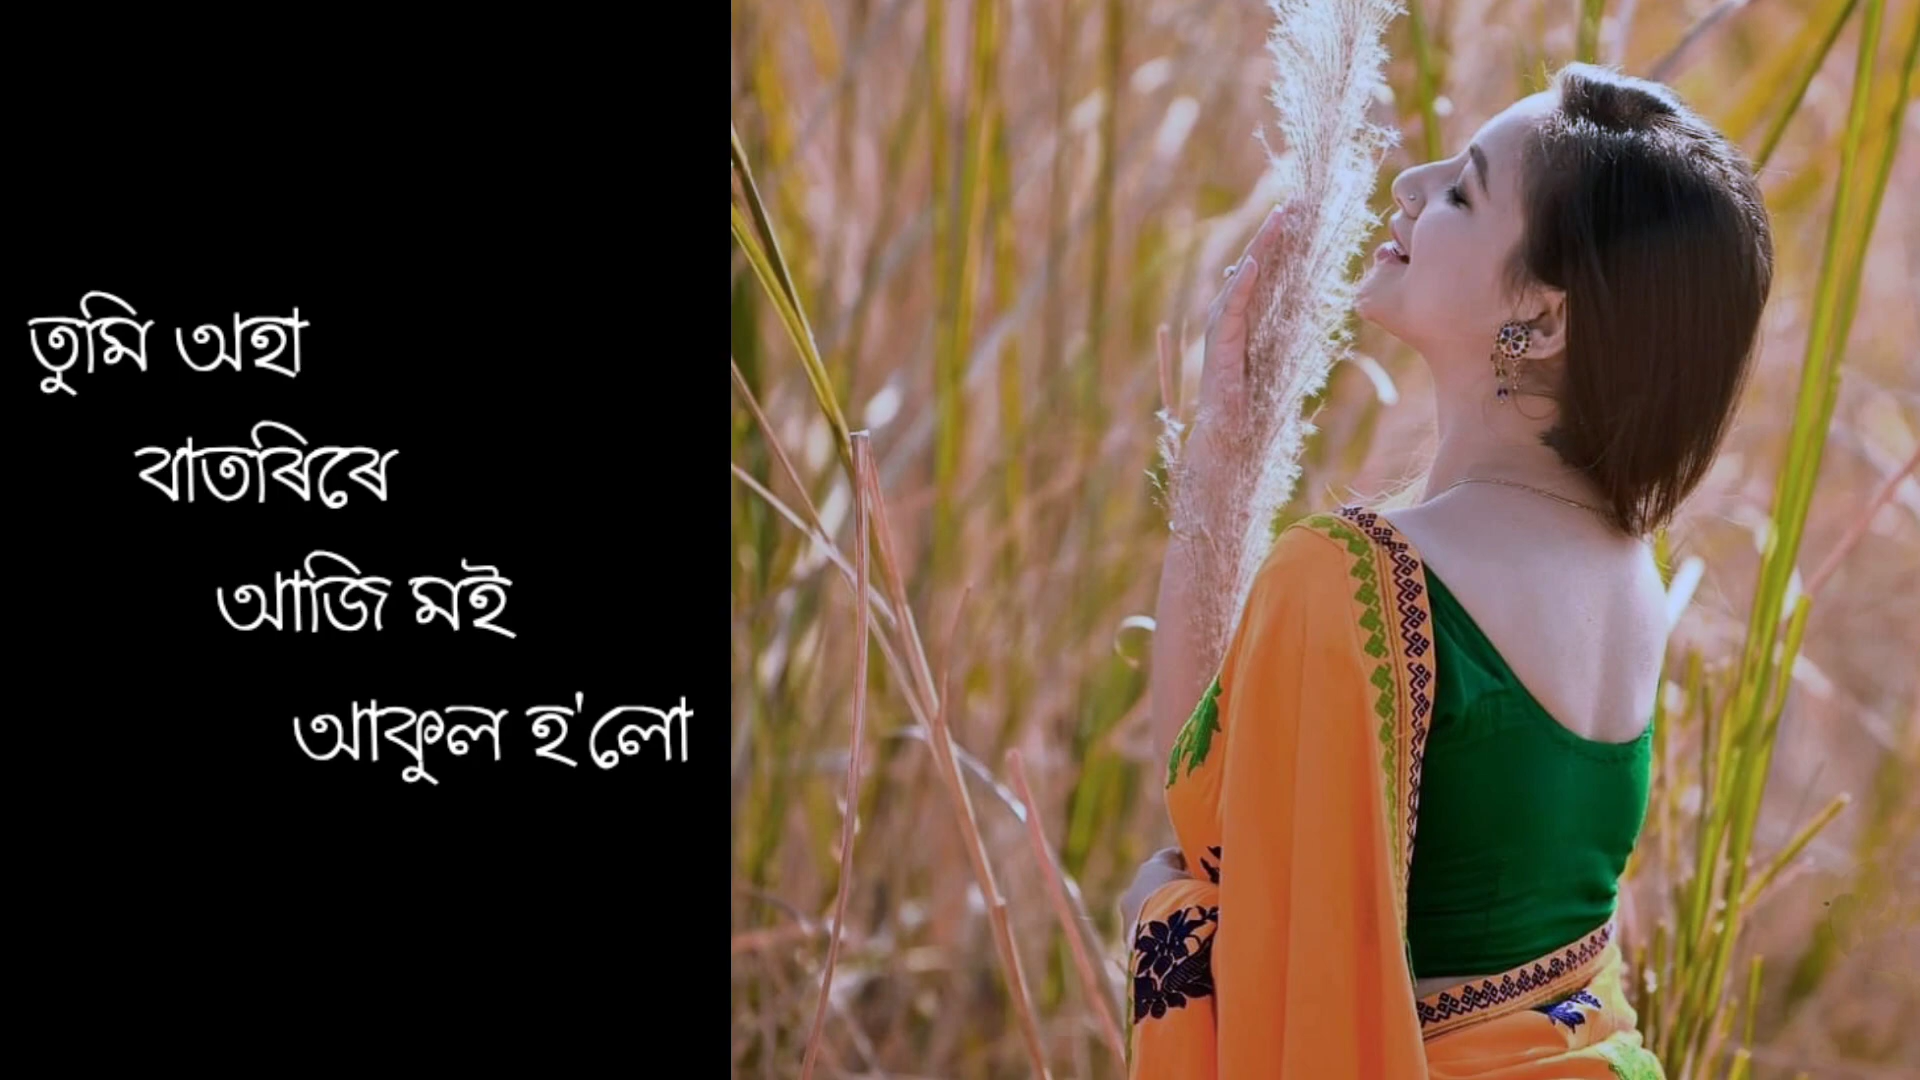 তুমি অহা
বাতৰিৰে
আজি মই
আকুল হ'লো